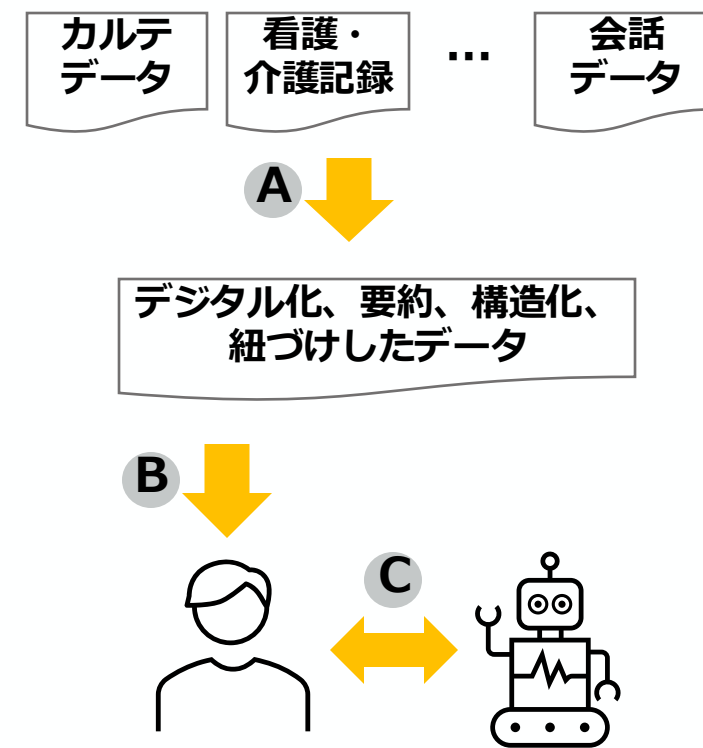 カルテ
データ
看護・
介護記録
…
会話
データ
A
デジタル化、要約、構造化、
紐づけしたデータ
B
C